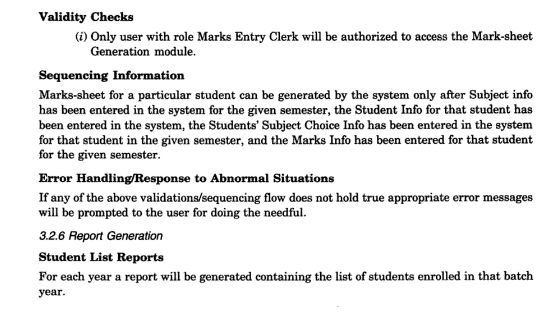 Validity Checks
(i) Only user with role Marks Entry Clerk will be authorized to access the Mark-sheet
Generation module.
Sequencing Information
Marks-sheet for a particular student can be generated by the system only after Subject info
has been entered in the system for the given semester, the Student Info for that student has
been entered in the system, the Students' Subject Choice Info has been entered in the system
for that student in the given semester, and the Marks Info has been entered for that student
for the given semester.
Error Handling/Response to Abnormal Situations
If any of the above validations/sequencing flow does not hold true appropriate error messages
will be prompted to the user for doing the needful.
3.2.6 Report Generation
Student List Reports
For each year a report will be generated containing the list of students enrolled in that batch
year.